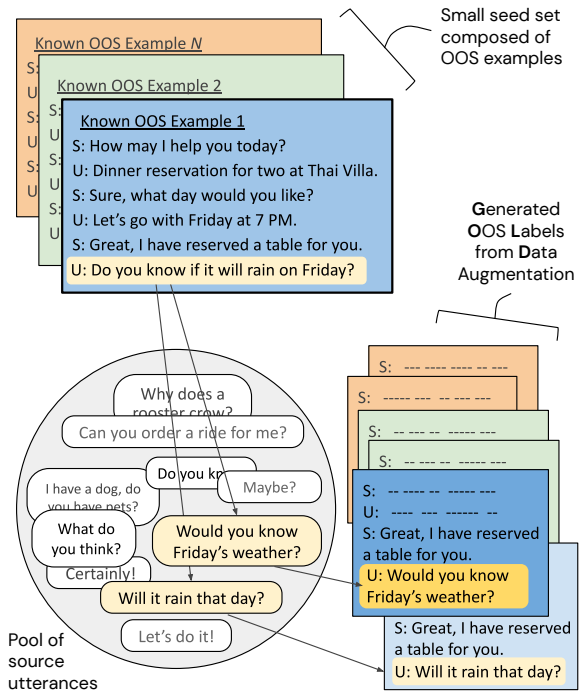 Small seed set
composed of
OOS examples
Known OOS Example N
S:
U
S:
U
S:
U
Known OOS Example 2
S:
U
S:
U
S:
U
Known OOS Example 1
S: How may I help you today?
U: Dinner reservation for two at Thai Villa.
S: Sure, what day would you like?
U: Let's go with Friday at 7 PM.
S: Great, I have reserved a table for you.
U: Do you know if it will rain on Friday?
Generated
OOS Labels
from Data
Augmentation
Why does a
rooster crow?
Can you order a ride for me?
Do you kn
Maybe?
I have a dog, do
you have pets?
What do
you think?
Certainly!
Would you know
Friday's weather?
Will it rain that day?
Let's do it!
Pool of
source
utterances
S: --- ---- ---- -- ---
S: ----- --- -- --- ---
S: -- ---- -- ----- ---
S: -- ---- -- ----- ---
S: -- ---- -- ----- ---
U: ---- --- ------ --
S: Great, I have reserved
a table for you.
U: Would you know
Friday's weather?
S: Great, I have reserved
a table for you.
U: Will it rain that day?